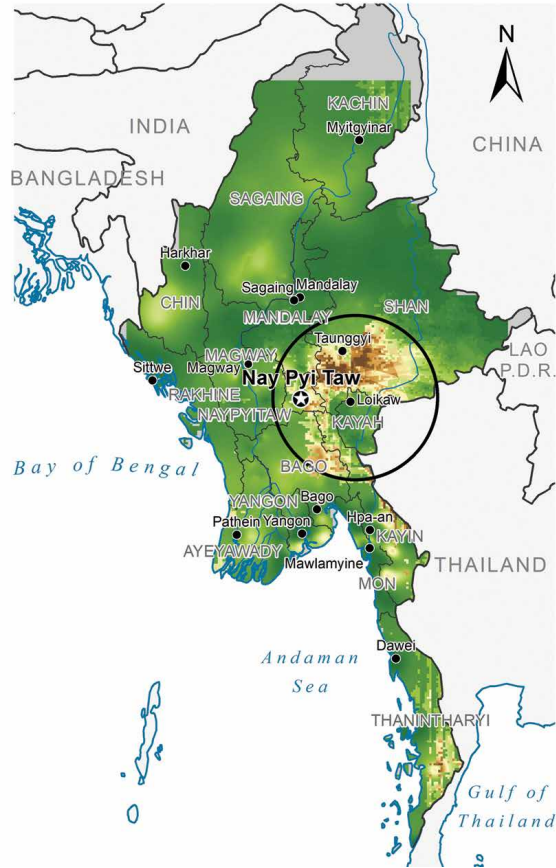 N
KACHIN
Myitgyinar
INDIA
CHINA
BANGLADESH
SAGAING
Harkhar
Sagaing
Mandalay
CHIN
MANDALAY
SHAN
Taunggyi
LAO
P.D.R.
MAGWAY
Magway
Sittwe
Nay Pyi Taw
RAKHINE
Loikaw
NAYPYITAW
KAYAH
Bay of Bengal
BAGO
YANGON
Bago
Pathein
Yangon
Hpa-an
KAYIN
AYEYAWADY
Mawlamyine
THAILAND
MON
Andaman
Sea
Dawei
THANINTHARYI
Gulf of
Thailand